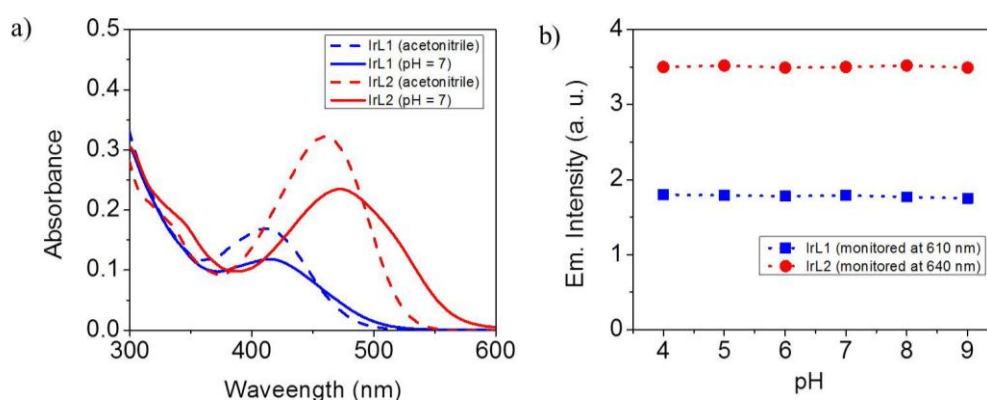 a)
0.5
0.4
0.3
0.2
0.1
0.0
Absorbance
IrL1 (acetonitrile)
IrL1 (pH = 7)
IrL2 (acetonitrile)
IrL2 (pH = 7)
300
400
500
600
Waveength (nm)
b)
4
3
2
1
0
Em. Intensity (a. u.)
IrL1 (monitored at 610 nm)
IrL2 (monitored at 640 nm)
4
5
6
7
8
9
pH